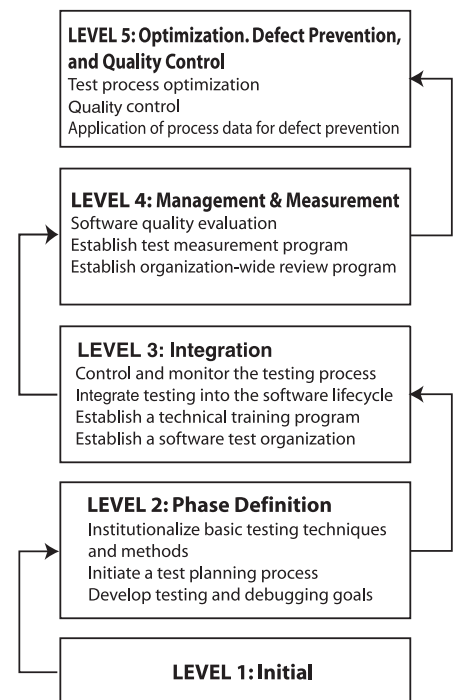 LEVEL 5: Optimization. Defect Prevention,
and Quality Control
Test process optimization
Quality control
Application of process data for defect prevention
LEVEL 4: Management & Measurement
Software quality evaluation
Establish test measurement program
Establish organization-wide review program
LEVEL 3: Integration
Control and monitor the testing process
Integrate testing into the software lifecycle
Establish a technical training program
Establish a software test organization
LEVEL 2: Phase Definition
Institutionalize basic testing techniques
and methods
Initiate a test planning process
Develop testing and debugging goals
LEVEL 1: Initial